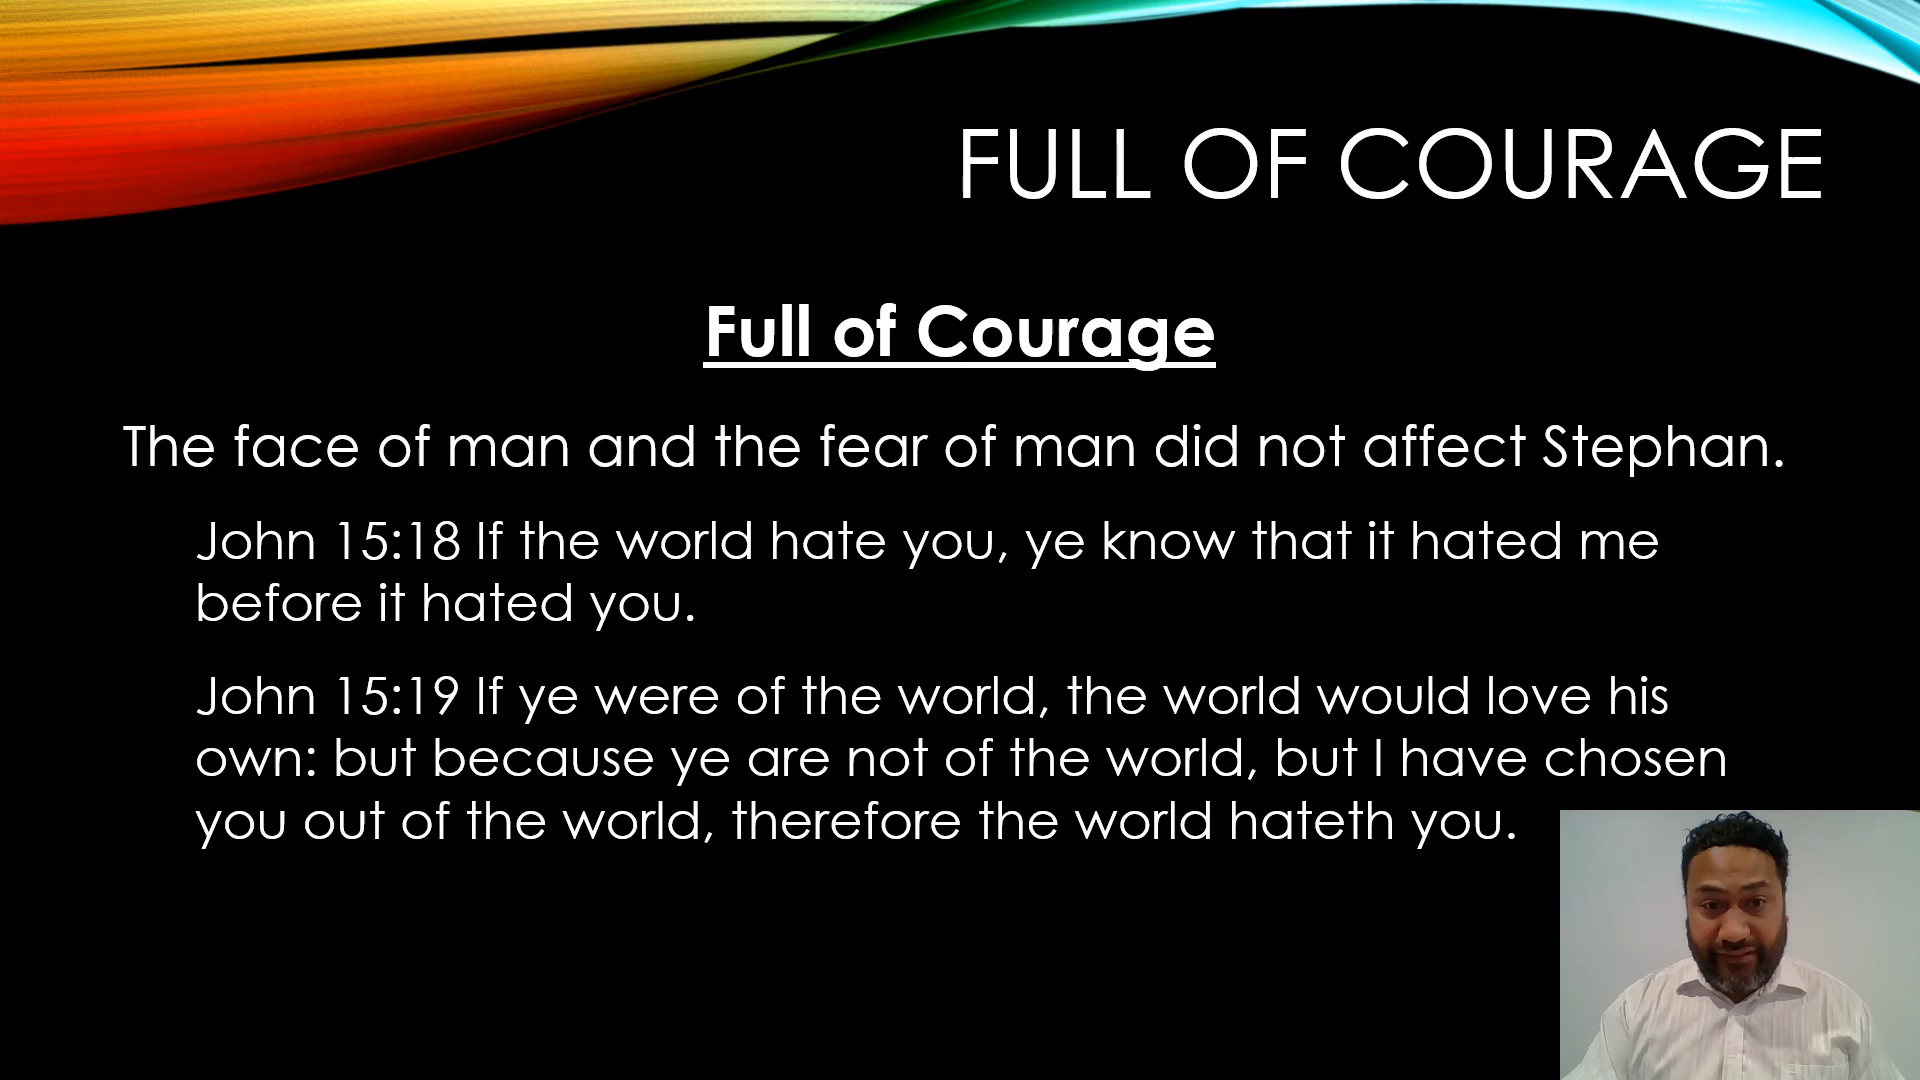 FULL OF COURAGE
Full of Courage
The face of man and the fear of man did not affect Stephan.
John 15:18 If the world hate you, ye know that it hated me
before it hated you.
John 15:19 If ye were of the world, the world would love his
own: but because ye are not of the world, but I have chosen
you out of the world, therefore the world hateth you.